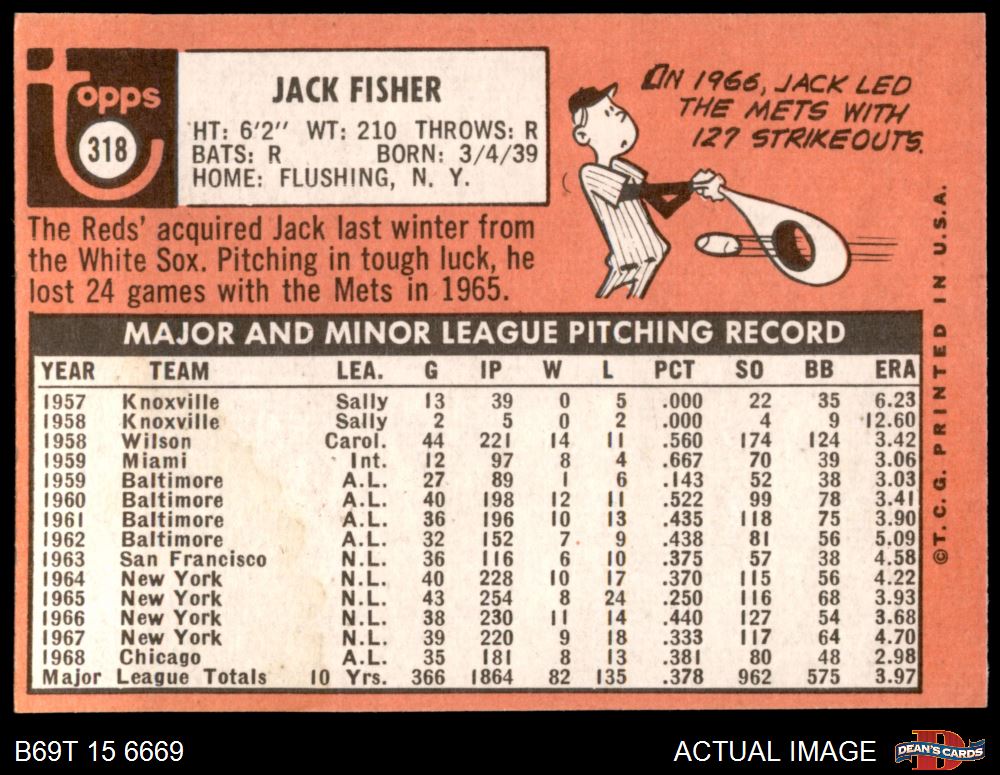 Topps
318
JACK FISHER
HT: 6'2" WT: 210 THROWS: R
BATS: R BORN: 3/4/39
HOME: FLUSHING, N. Y.
IN 1966, JACK LED
THE METS WITH
127 STRIKEOUTS.
The Reds' acquired Jack last winter from
the White Sox. Pitching in tough luck, he
lost 24 games with the Mets in 1965.
MAJOR AND MINOR LEAGUE PITCHING RECORD
YEAR TEAM LEA. G IP W L PCT SO BB ERA
1957 Knoxville Sally 13 39 0 5 .000 22 35 6.23
1958 Knoxville Sally 2 5 0 2 .000 4 9 12.60
1958 Wilson Carol. 44 221 14 11 .560 174 124 3.42
1959 Miami Int. 12 97 8 4 .667 70 39 3.06
1959 Baltimore A.L. 27 89 1 6 .143 52 38 3.03
1960 Baltimore A.L. 40 198 12 11 .522 99 78 3.41
1961 Baltimore A.L. 36 196 10 13 .435 118 75 3.90
1962 Baltimore A.L. 32 152 7 9 .438 81 56 5.09
1963 San Francisco N.L. 36 116 6 10 .375 57 38 4.58
1964 New York N.L. 40 228 10 17 .370 115 56 4.22
1965 New York N.L. 43 254 8 24 .250 116 68 3.93
1966 New York N.L. 38 230 11 14 .440 127 54 3.68
1967 New York N.L. 39 220 9 18 .333 117 64 4.70
1968 Chicago A.L. 35 181 8 13 .381 80 48 2.98
Major League Totals 10 Yrs. 366 1864 82 135 .378 962 575 3.97
©T. C. G. PRINTED IN U.S.A.
B69T 15 6669
ACTUAL IMAGE
DEAN'S CARDS